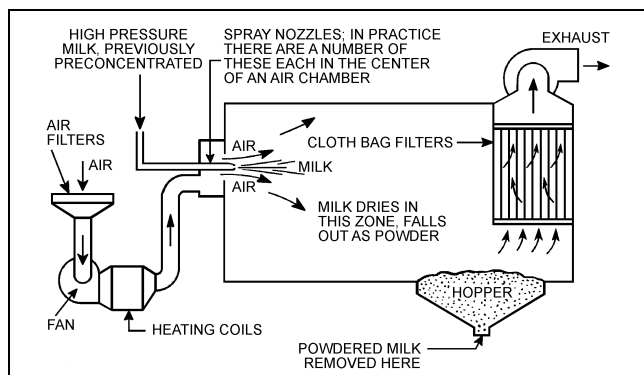 HIGH PRESSURE
MILK, PREVIOUSLY
PRECONCENTRATED
SPRAY NOZZLES; IN PRACTICE
THERE ARE A NUMBER OF
THESE EACH IN THE CENTER
OF AN AIR CHAMBER
EXHAUST
AIR
FILTERS
AIR
AIR
MILK
AIR
CLOTH BAG FILTERS
MILK DRIES IN
THIS ZONE, FALLS
OUT AS POWDER
FAN
HEATING COILS
HOPPER
POWDERED MILK
REMOVED HERE